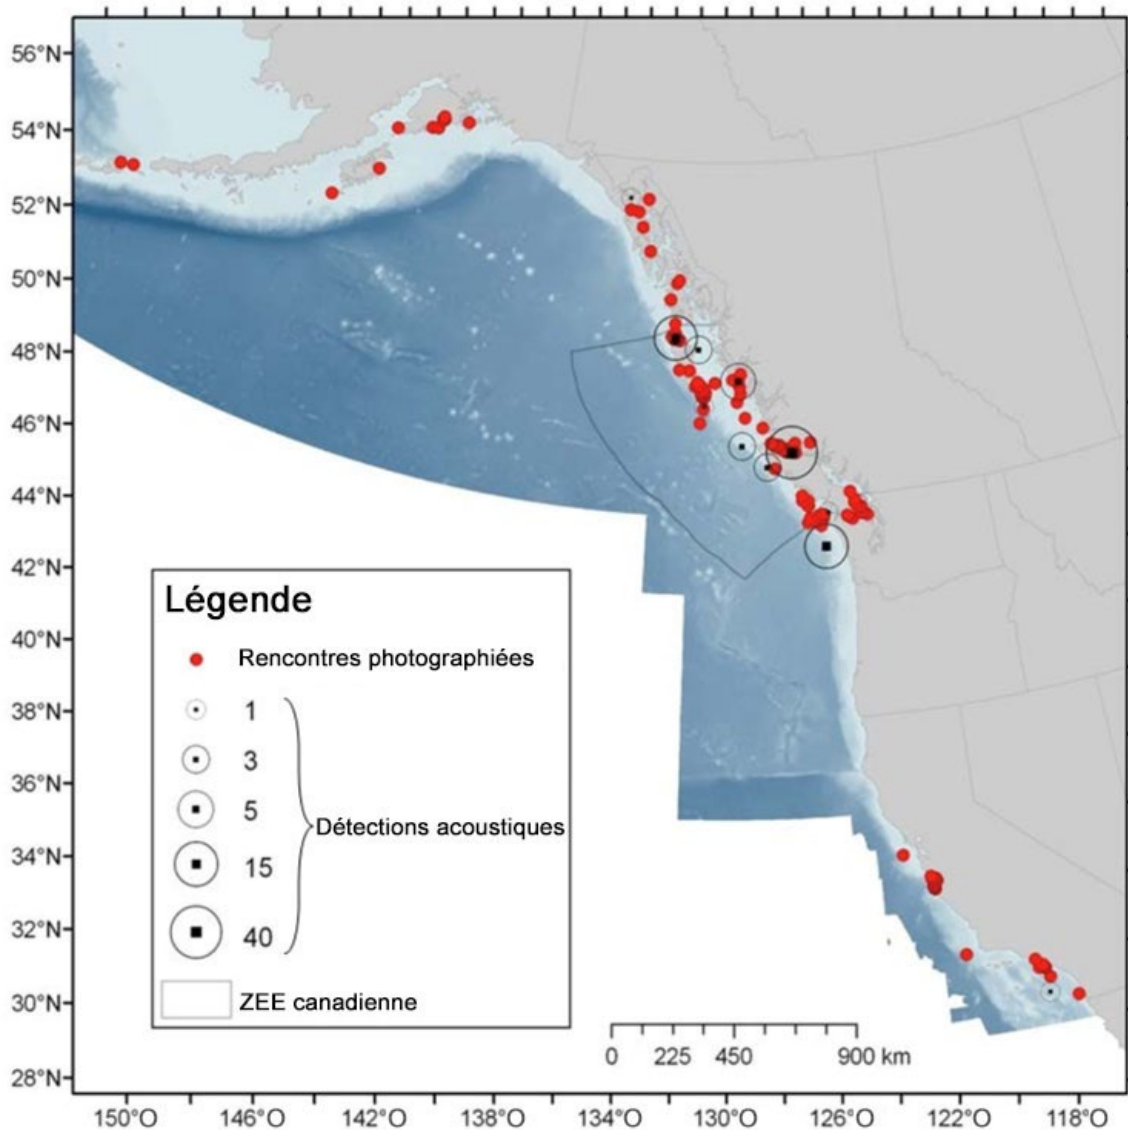 56°N
54°N
52°N
50°N
48°N
46°N
44°N
42°N
40°N
38°N
36°N
34°N
32°N
30°N
28°N
Légende
Rencontres photographiées
1
3
5
15
40
Détections acoustiques
ZEE canadienne
0 225 450 900 km
150°O 142°O 138°O 134°O 130°O 126°O 122°O 118°O